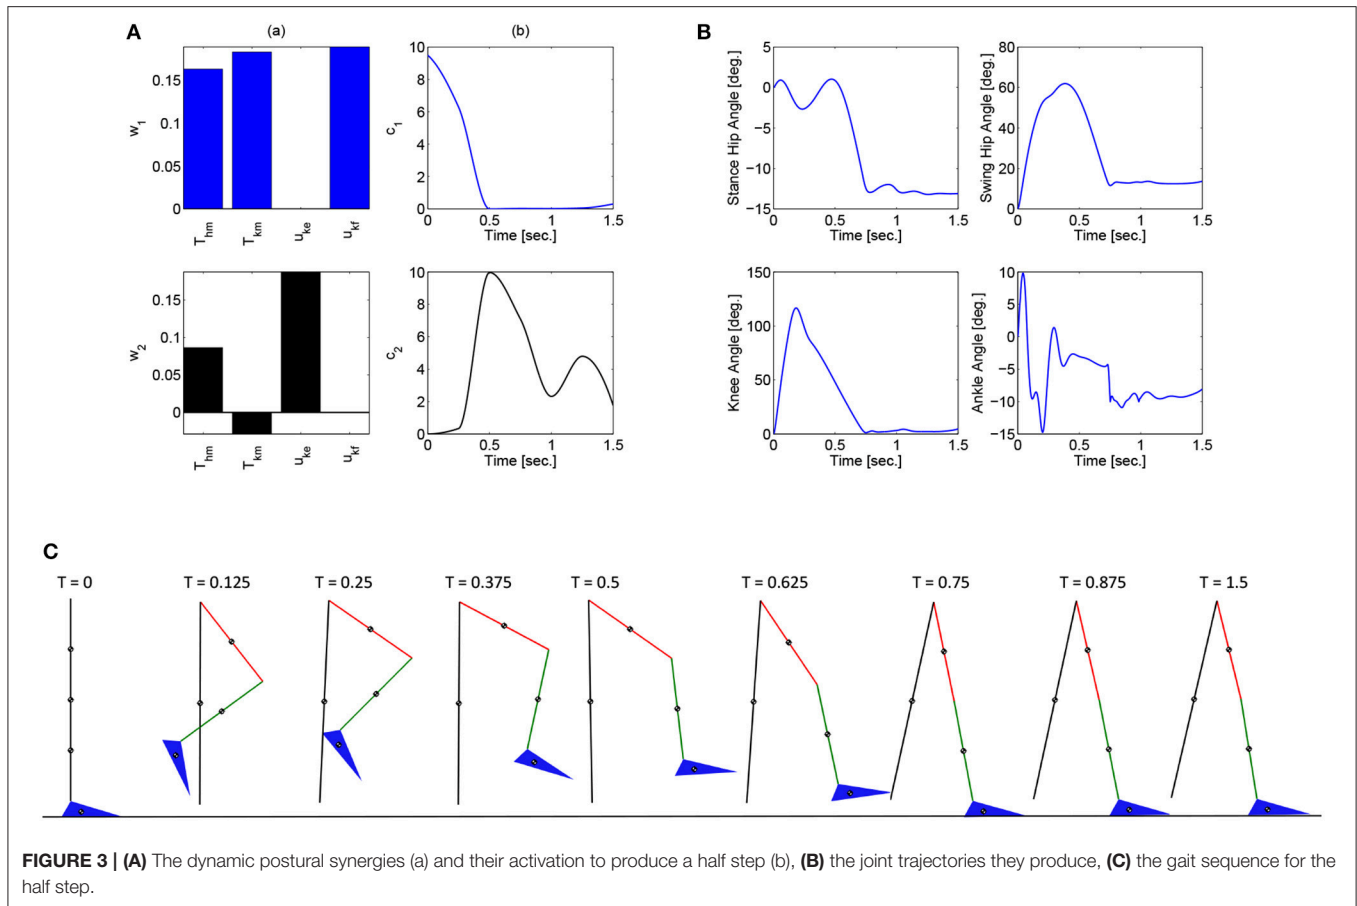 A
(a)
(b)
B
w1
0.15
0.1
0.05
0
Thm
Tkm
uke
ukf
c1
10
8
6
4
2
0
0
0.5
1
1.5
Time [sec.]
Stance Hip Angle [deg.]
5
0
−5
−10
−15
0
0.5
1
1.5
Time [sec.]
Swing Hip Angle [deg.]
80
60
40
20
0
0
0.5
1
1.5
Time [sec.]
w2
0.15
0.1
0.05
0
Thm
Tkm
uke
ukf
c2
10
8
6
4
2
0
0
0.5
1
1.5
Time [sec.]
Knee Angle [deg.]
150
100
50
0
0
0.5
1
1.5
Time [sec.]
Ankle Angle [deg.]
10
5
0
−5
−10
−15
0
0.5
1
1.5
Time [sec.]
C
T = 0
T = 0.125
T = 0.25
T = 0.375
T = 0.5
T = 0.625
T = 0.75
T = 0.875
T = 1.5
FIGURE 3 | (A) The dynamic postural synergies (a) and their activation to produce a half step (b), (B) the joint trajectories they produce, (C) the gait sequence for the
half step.